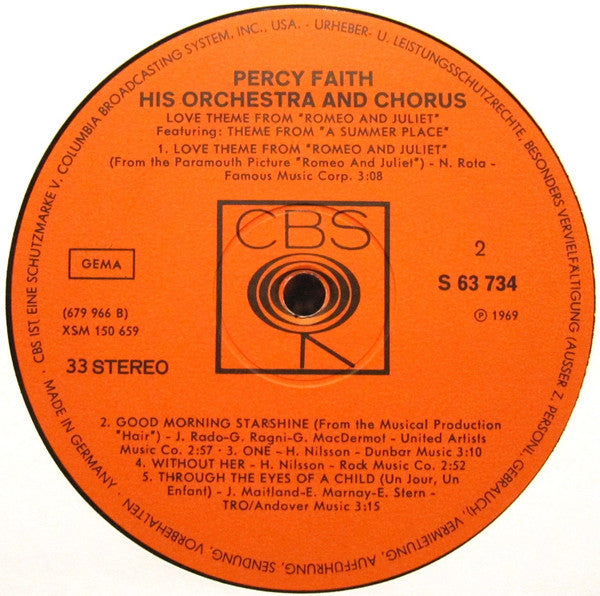 CBS IST EINE SCHUTZMARKE V. COLUMBIA BROADCASTING SYSTEM, INC., USA. · URHEBER- U. LEISTUNGSSCHUTZRECHTE, BESONDERS VERVIELFÄLTIGUNG (AUSSER Z. PERSÖNL. GEBRAUCH), VERMIETUNG, AUFFÜHRUNG, SENDUNG, VORBEHALTEN · MADE IN GERMANY ·
PERCY FAITH
HIS ORCHESTRA AND CHORUS
LOVE THEME FROM "ROMEO AND JULIET"
Featuring: THEME FROM "A SUMMER PLACE"
1. LOVE THEME FROM "ROMEO AND JULIET"
(From the Paramouth Picture "Romeo And Juliet") - N. Rota -
Famous Music Corp. 3:08
CBS
GEMA
2
S 63 734
(679 966 B)
XSM 150 659
℗ 1969
33 STEREO
2. GOOD MORNING STARSHINE (From the Musical Production
"Hair") - J. Rado-G. Ragni-G. MacDermot - United Artists
Music Co. 2:57 · 3. ONE - H. Nilsson - Dunbar Music 3:10
4. WITHOUT HER - H. Nilsson - Rock Music Co. 2:52
5. THROUGH THE EYES OF A CHILD (Un Jour, Un
Enfant) - J. Maitland-E. Marnay-E. Stern -
TRO/Andover Music 3:15